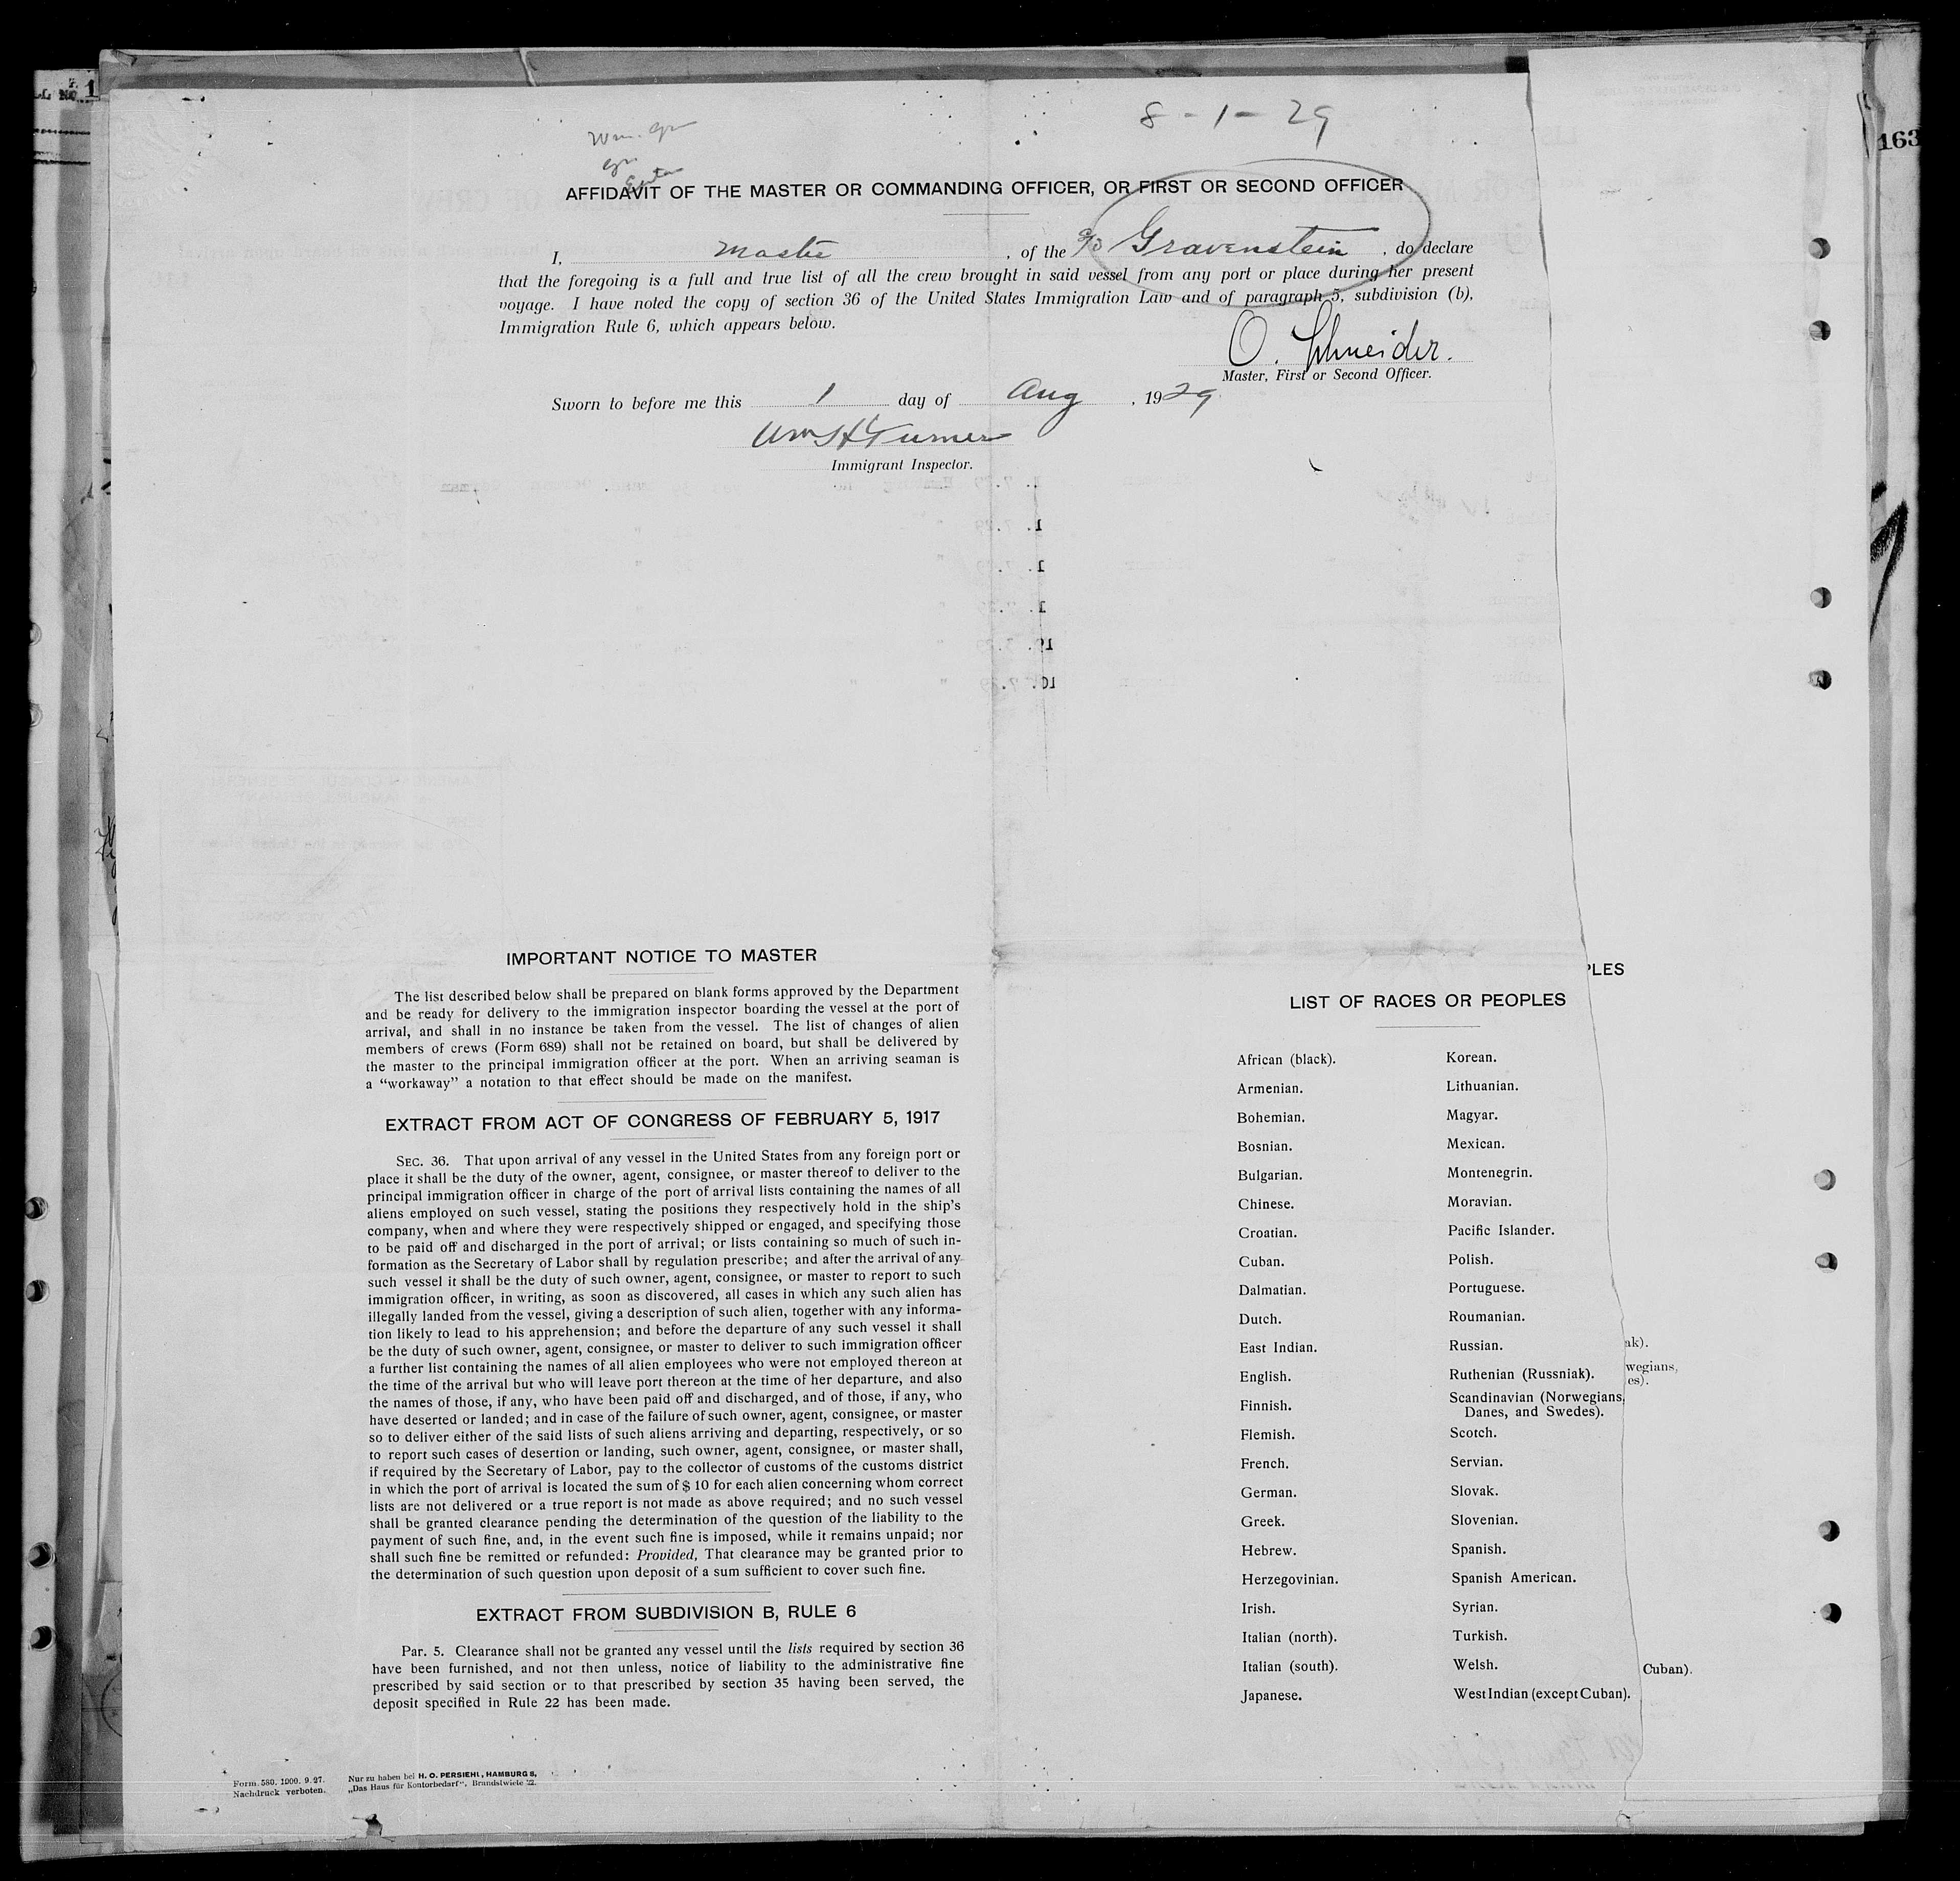 8-1-29
AFFIDAVIT OF THE MASTER OR COMMANDING OFFICER, OR FIRST OR SECOND OFFICER
I, Master, of the Gravenstein, do declare
that the foregoing is a full and true list of all the crew brought in said vessel from any port or place during her present
voyage. I have noted the copy of section 36 of the United States Immigration Law and of paragraph 5, subdivision (b),
Immigration Rule 6, which appears below.
O. Schneider.
Master, First or Second Officer.
Sworn to before me this 1 day of Aug, 1929
Wm H Turner
Immigrant Inspector.
IMPORTANT NOTICE TO MASTER
The list described below shall be prepared on blank forms approved by the Department
and be ready for delivery to the immigration inspector boarding the vessel at the port of
arrival, and shall in no instance be taken from the vessel. The list of changes of alien
members of crews (Form 689) shall not be retained on board, but shall be delivered by
the master to the principal immigration officer at the port. When an arriving seaman is
a “workaway” a notation to that effect should be made on the manifest.
EXTRACT FROM ACT OF CONGRESS OF FEBRUARY 5, 1917
SEC. 36. That upon arrival of any vessel in the United States from any foreign port or
place it shall be the duty of the owner, agent, consignee, or master thereof to deliver to the
principal immigration officer in charge of the port of arrival lists containing the names of all
aliens employed on such vessel, stating the positions they respectively hold in the ship's
company, when and where they were respectively shipped or engaged, and specifying those
to be paid off and discharged in the port of arrival; or lists containing so much of such in-
formation as the Secretary of Labor shall by regulation prescribe; and after the arrival of any
such vessel it shall be the duty of such owner, agent, consignee, or master to report to such
immigration officer, in writing, as soon as discovered, all cases in which any such alien has
illegally landed from the vessel, giving a description of such alien, together with any informa-
tion likely to lead to his apprehension; and before the departure of any such vessel it shall
be the duty of such owner, agent, consignee, or master to deliver to such immigration officer
a further list containing the names of all alien employees who were not employed thereon at
the time of the arrival but who will leave port thereon at the time of her departure, and also
the names of those, if any, who have been paid off and discharged, and of those, if any, who
have deserted or landed; and in case of the failure of such owner, agent, consignee, or master
so to deliver either of the said lists of such aliens arriving and departing, respectively, or so
to report such cases of desertion or landing, such owner, agent, consignee, or master shall,
if required by the Secretary of Labor, pay to the collector of customs of the customs district
in which the port of arrival is located the sum of $ 10 for each alien concerning whom correct
lists are not delivered or a true report is not made as above required; and no such vessel
shall be granted clearance pending the determination of the question of the liability to the
payment of such fine, and, in the event such fine is imposed, while it remains unpaid; nor
shall such fine be remitted or refunded: Provided, That clearance may be granted prior to
the determination of such question upon deposit of a sum sufficient to cover such fine.
EXTRACT FROM SUBDIVISION B, RULE 6
Par. 5. Clearance shall not be granted any vessel until the lists required by section 36
have been furnished, and not then unless, notice of liability to the administrative fine
prescribed by said section or to that prescribed by section 35 having been served, the
deposit specified in Rule 22 has been made.
Form. 580. 1000. 9. 27.
Nachdruck verboten.
Nur zu haben bei H. O. PERSIEHL, HAMBURG 8,
„Das Haus für Kontorbedarf“, Brandstwiete 22.
LIST OF RACES OR PEOPLES
African (black).
Armenian.
Bohemian.
Bosnian.
Bulgarian.
Chinese.
Croatian.
Cuban.
Dalmatian.
Dutch.
East Indian.
English.
Finnish.
Flemish.
French.
German.
Greek.
Hebrew.
Herzegovinian.
Irish.
Italian (north).
Italian (south).
Japanese.
Korean.
Lithuanian.
Magyar.
Mexican.
Montenegrin.
Moravian.
Pacific Islander.
Polish.
Portuguese.
Roumanian.
Russian.
Ruthenian (Russniak).
Scandinavian (Norwegians,
Danes, and Swedes).
Scotch.
Servian.
Slovak.
Slovenian.
Spanish.
Spanish American.
Syrian.
Turkish.
Welsh.
West Indian (except Cuban).
PLES
ak).
wegians,
es).
Cuban).
163